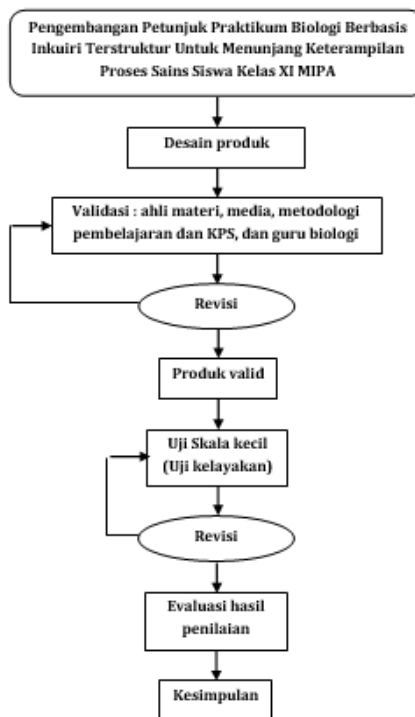 Pengembangan Petunjuk Praktikum Biologi Berbasis
Inkuiri Terstruktur Untuk Menunjang Keterampilan
Proses Sains Siswa Kelas XI MIPA
Desain produk
Validasi : ahli materi, media, metodologi
pembelajaran dan KPS, dan guru biologi
Revisi
Produk valid
Uji Skala kecil
(Uji kelayakan)
Revisi
Evaluasi hasil
penilaian
Kesimpulan